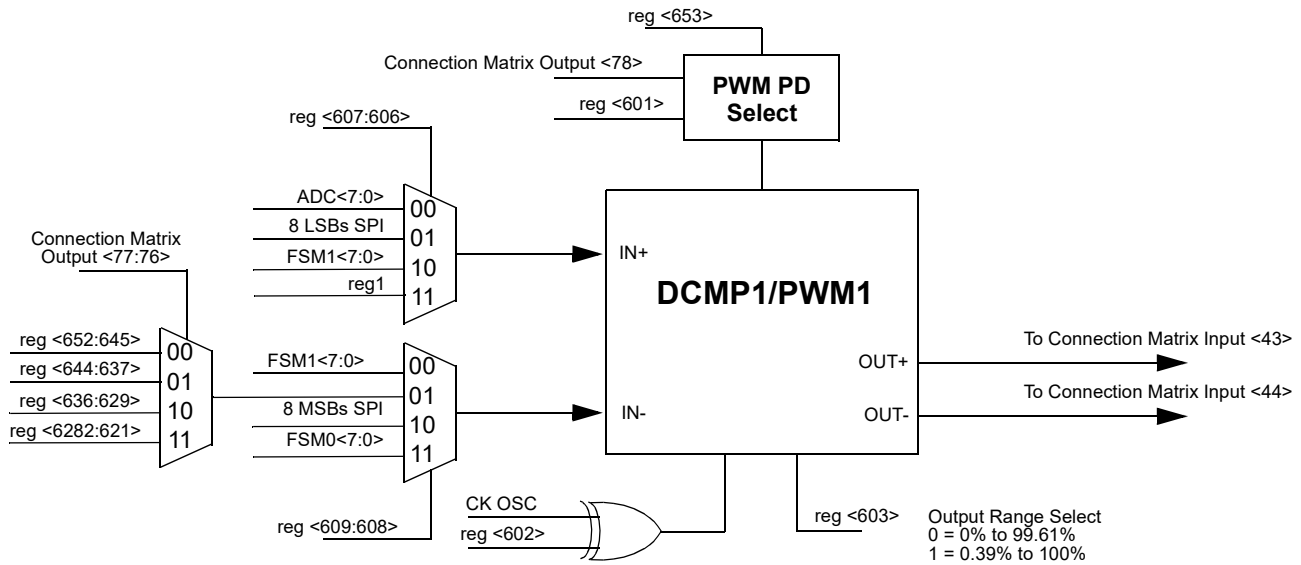 reg <653>
Connection Matrix Output <78>
reg <601>
PWM PD
Select
reg <607:606>
ADC<7:0>
8 LSBs SPI
FSM1<7:0>
reg1
00
01
10
11
Connection Matrix
Output <77:76>
reg <652:645>
reg <644:637>
reg <636:629>
reg <6282:621>
00
01
10
11
FSM1<7:0>
8 MSBs SPI
FSM0<7:0>
00
01
10
11
reg <609:608>
IN+
DCMP1/PWM1
IN-
OUT+
OUT-
To Connection Matrix Input <43>
To Connection Matrix Input <44>
CK OSC
reg <602>
reg <603>
Output Range Select
0 = 0% to 99.61%
1 = 0.39% to 100%